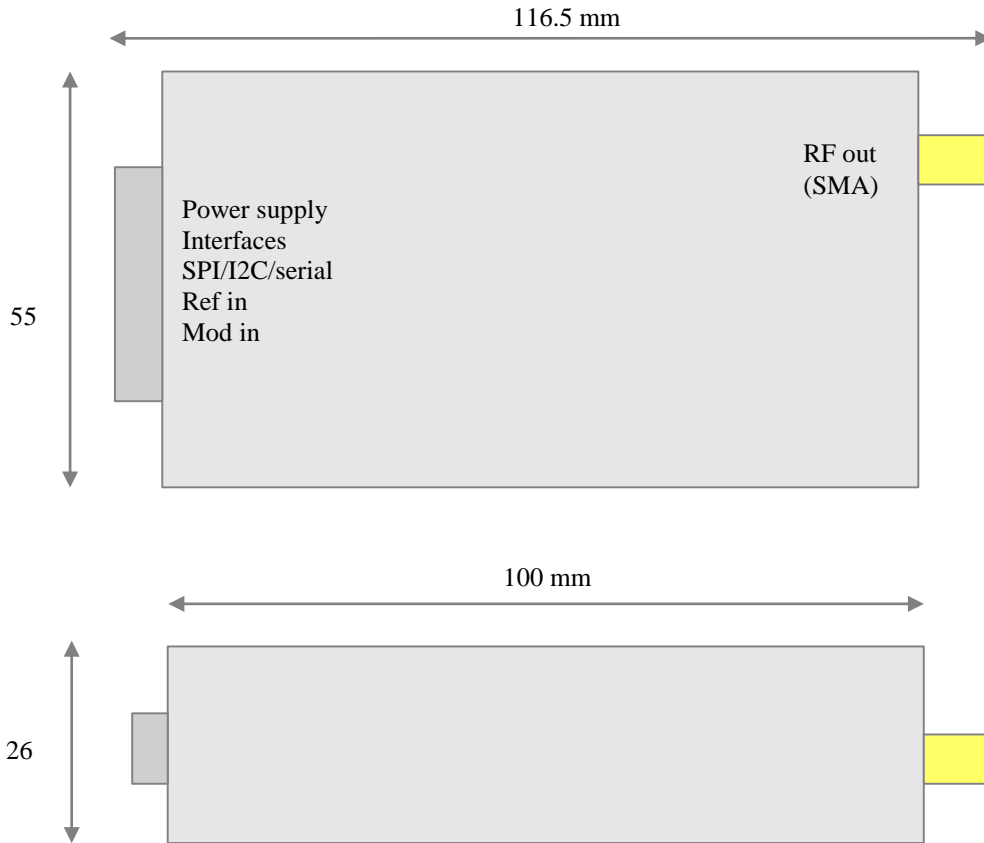 116.5 mm
RF out
(SMA)
Power supply
Interfaces
SPI/I2C/serial
Ref in
Mod in
55
100 mm
26